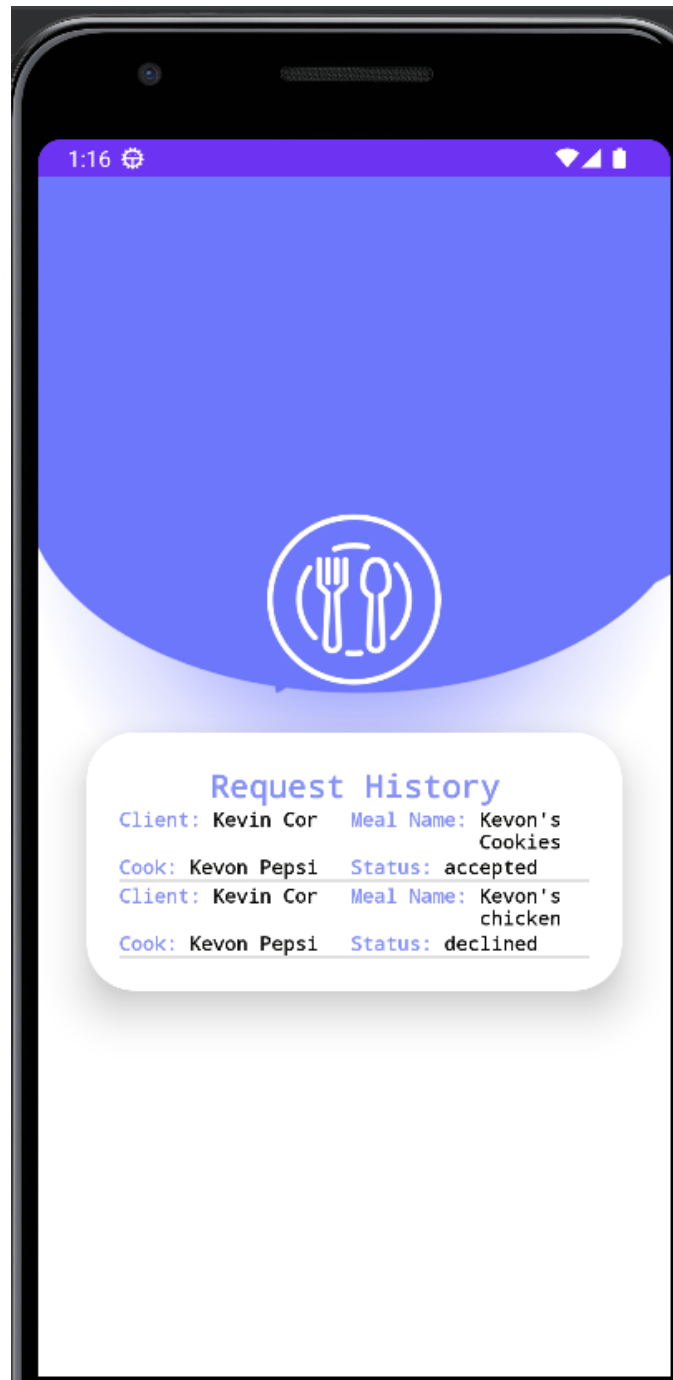 1:16
Request History
Client: Kevin Cor Meal Name: Kevon's
Cookies
Cook: Kevon Pepsi Status: accepted
Client: Kevin Cor Meal Name: Kevon's
chicken
Cook: Kevon Pepsi Status: declined